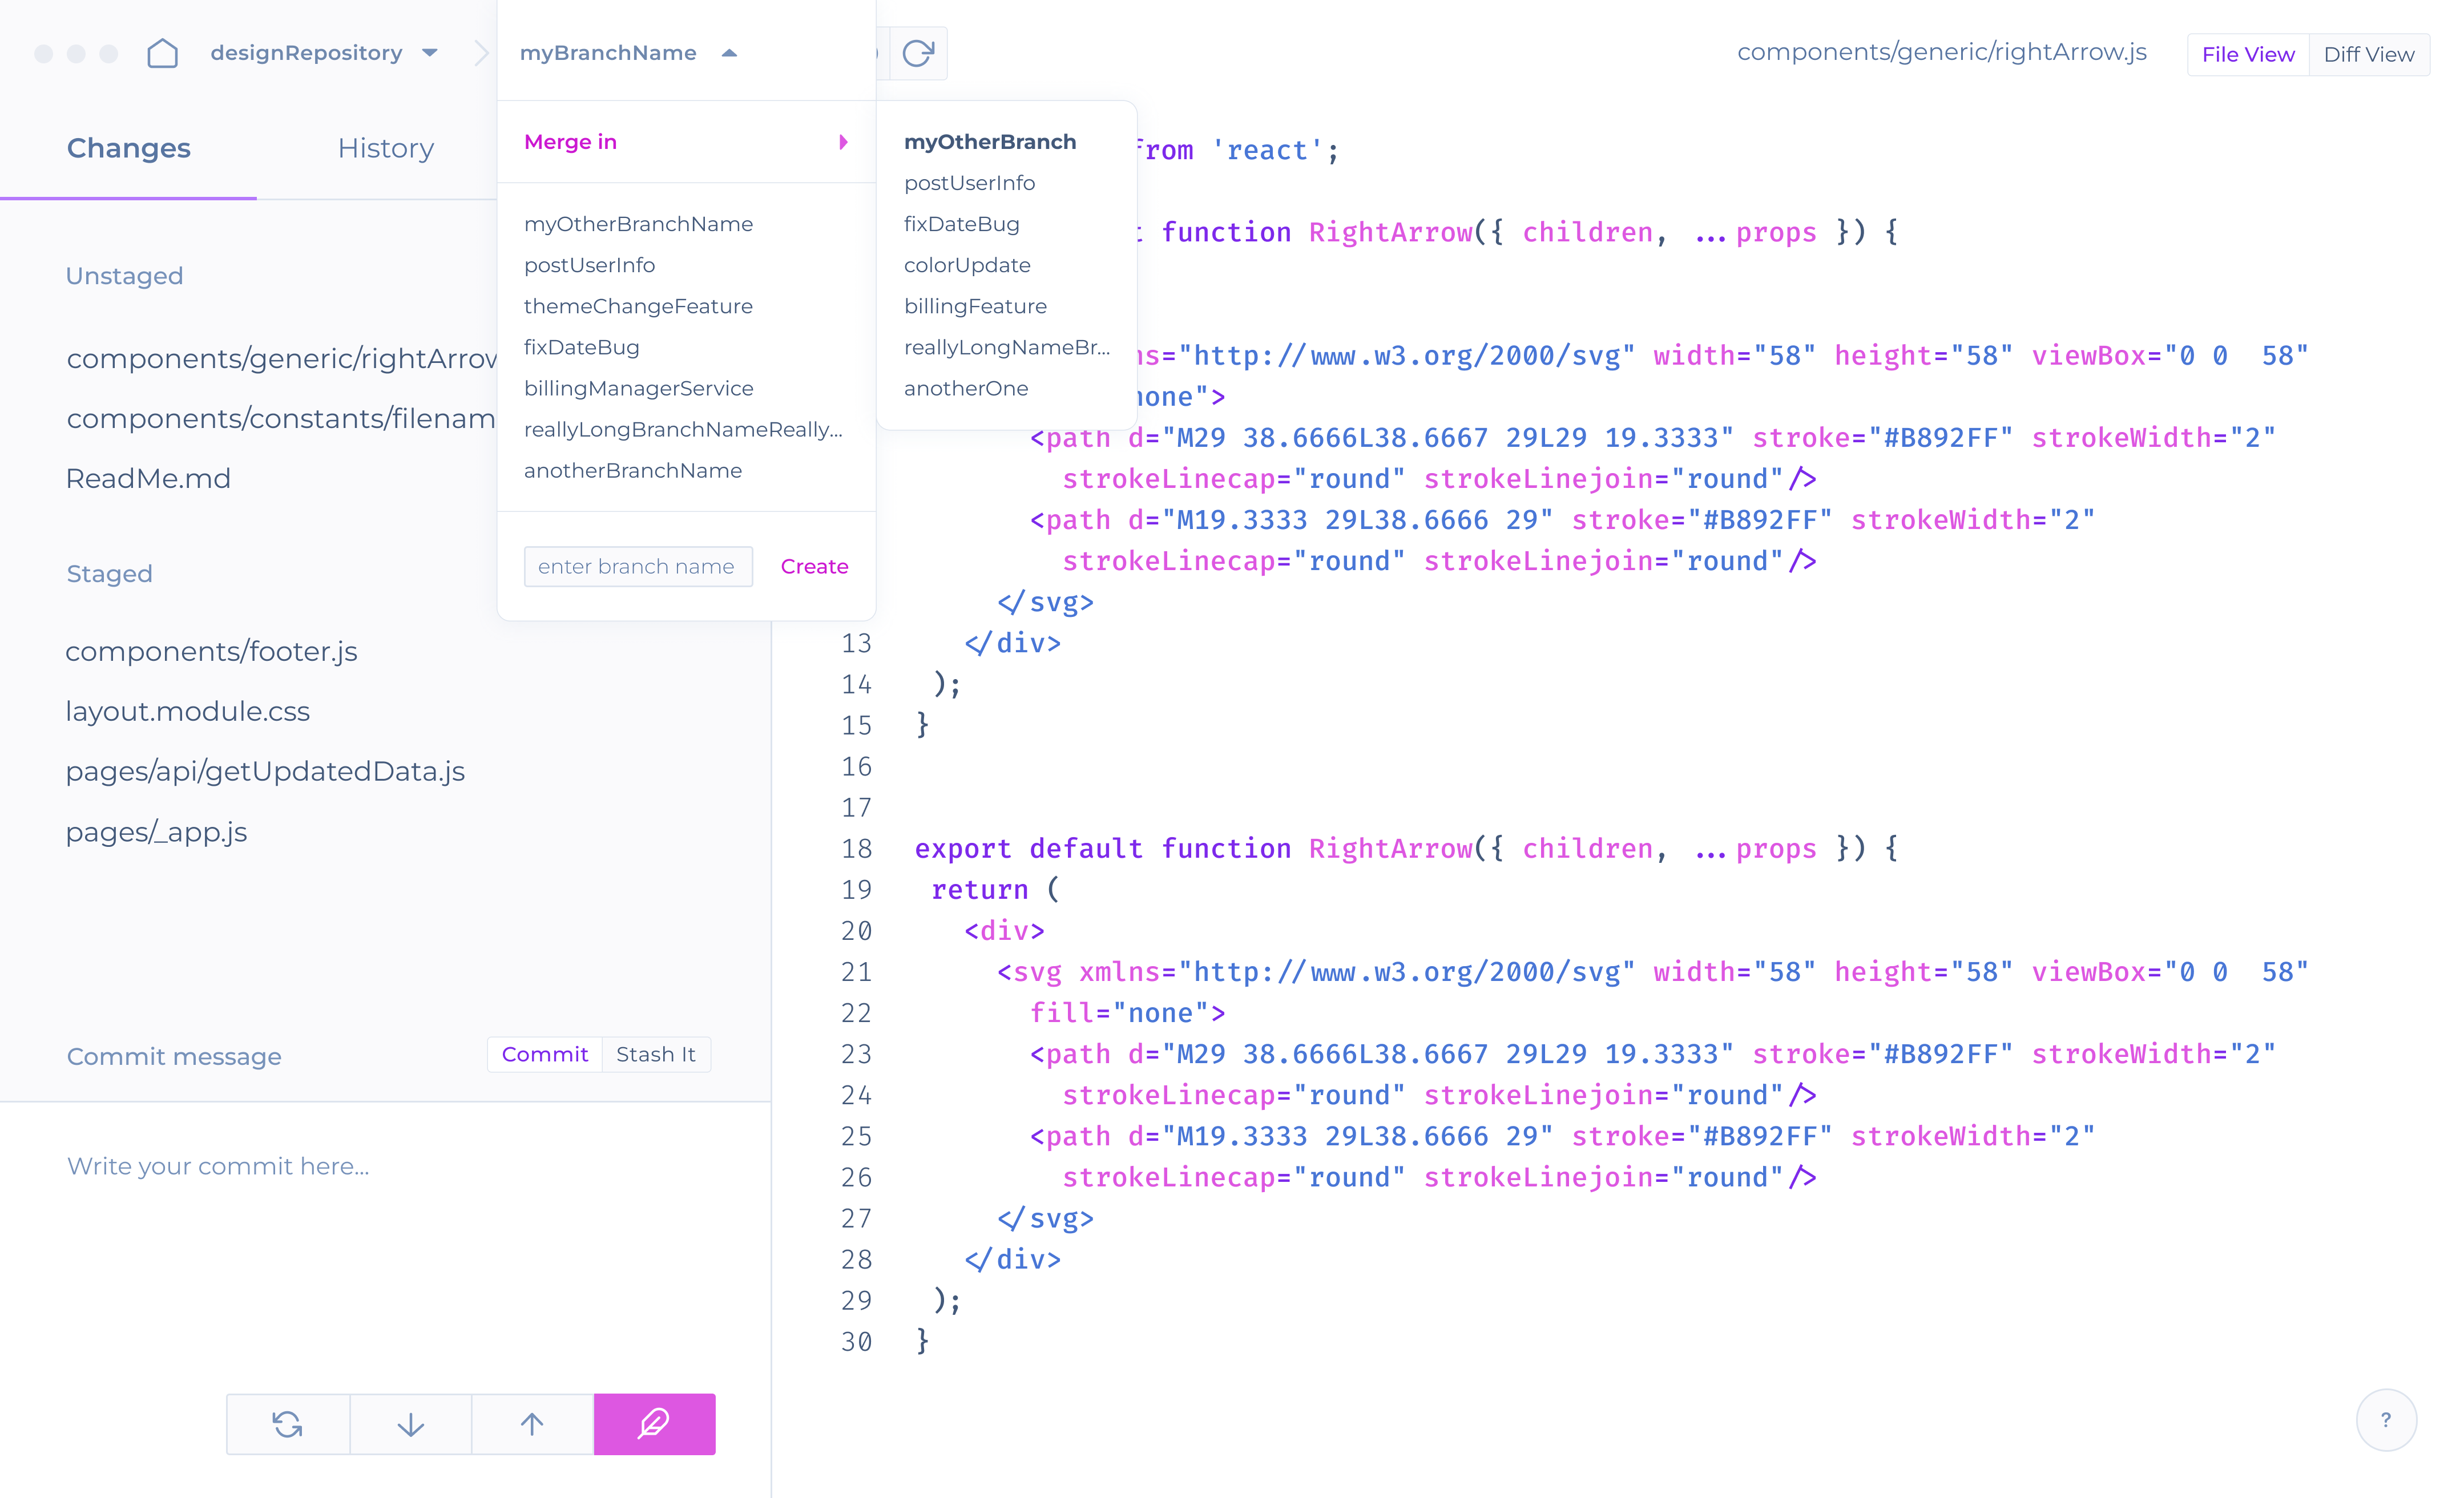 designRepository
myBranchName
components/generic/rightArrow.js
File View
Diff View
Changes
History
Unstaged
components/generic/rightArrow
components/constants/filenam
ReadMe.md
Staged
components/footer.js
layout.module.css
pages/api/getUpdatedData.js
pages/_app.js
Commit message
Commit
Stash It
Write your commit here...
Merge in
myOtherBranchName
postUserInfo
themeChangeFeature
fixDateBug
billingManagerService
reallyLongBranchNameReally...
anotherBranchName
enter branch name
Create
myOtherBranch
postUserInfo
fixDateBug
colorUpdate
billingFeature
reallyLongNameBr...
anotherOne
from 'react';
function RightArrow({ children, ...props }) {
ns="http://www.w3.org/2000/svg" width="58" height="58" viewBox="0 0  58"
none">
<path d="M29 38.6666L38.6667 29L29 19.3333" stroke="#B892FF" strokeWidth="2"
strokeLinecap="round" strokeLinejoin="round"/>
<path d="M19.3333 29L38.6666 29" stroke="#B892FF" strokeWidth="2"
strokeLinecap="round" strokeLinejoin="round"/>
</svg>
13 </div>
14 );
15 }
16
17
18 export default function RightArrow({ children, ...props }) {
19 return (
20 <div>
21 <svg xmlns="http://www.w3.org/2000/svg" width="58" height="58" viewBox="0 0  58"
22 fill="none">
23 <path d="M29 38.6666L38.6667 29L29 19.3333" stroke="#B892FF" strokeWidth="2"
24 strokeLinecap="round" strokeLinejoin="round"/>
25 <path d="M19.3333 29L38.6666 29" stroke="#B892FF" strokeWidth="2"
26 strokeLinecap="round" strokeLinejoin="round"/>
27 </svg>
28 </div>
29 );
30 }
?